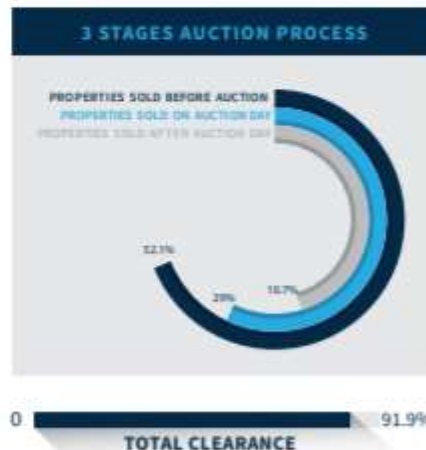 3 STAGES AUCTION PROCESS
PROPERTIES SOLD BEFORE AUCTION
PROPERTIES SOLD ON AUCTION DAY
PROPERTIES SOLD AFTER AUCTION DAY
52.1%
29%
10.7%
0
91.9%
TOTAL CLEARANCE